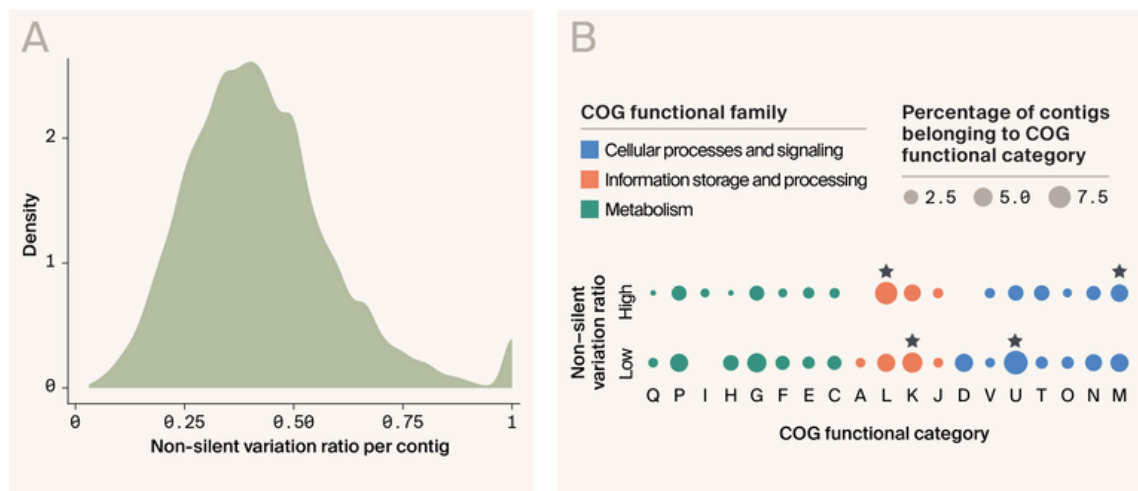 A
2
1
0
Density
0
0.25
0.50
0.75
1
Non-silent variation ratio per contig
B
COG functional family
Cellular processes and signaling
Information storage and processing
Metabolism
Percentage of contigs
belonging to COG
functional category
2.5 5.0 7.5
Non-silent
variation ratio
High
Low
Q P I H G F E C A L K J D V U T O N M
COG functional category